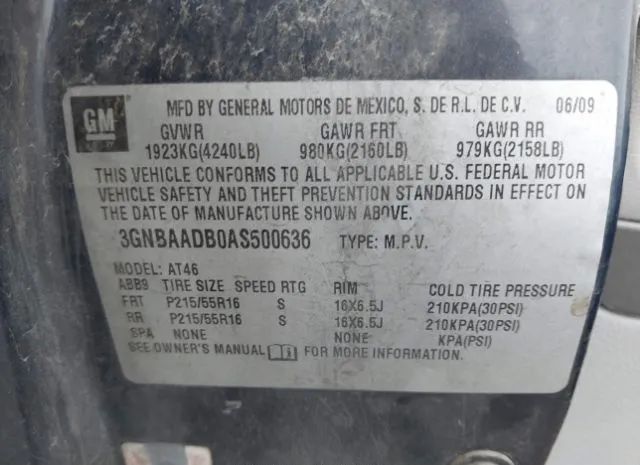 GM
MFD BY GENERAL MOTORS DE MEXICO, S. DE R.L. DE C.V. 06/09
GVWR GAWR FRT GAWR RR
1923KG(4240LB) 980KG(2160LB) 979KG(2158LB)
THIS VEHICLE CONFORMS TO ALL APPLICABLE U.S. FEDERAL MOTOR
VEHICLE SAFETY AND THEFT PREVENTION STANDARDS IN EFFECT ON
THE DATE OF MANUFACTURE SHOWN ABOVE.
3GNBAADB0AS500636 TYPE: M.P.V.
MODEL: AT46
ABB9 TIRE SIZE SPEED RTG RIM COLD TIRE PRESSURE
FRT P215/55R16 S 16X6.5J 210KPA(30PSI)
RR P215/55R16 S 16X6.5J 210KPA(30PSI)
SPA NONE NONE KPA(PSI)
SEE OWNER'S MANUAL FOR MORE INFORMATION.